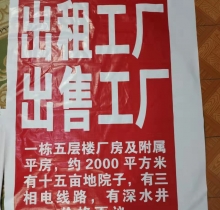 出租工厂
出售工厂
一栋五层楼厂房及附属
平房，约2000平方米
有十五亩地院子，有三
相电线路，有深水井